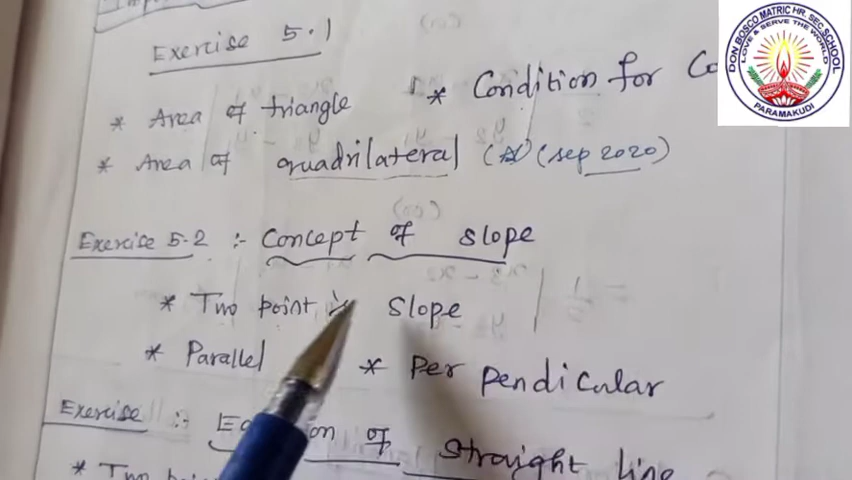 Exercise 5.1
* Area of triangle * Condition for Co
* Area of quadrilateral (sep 2020)
Exercise 5.2 :- Concept of slope
* Two point is slope
* Parallel * Perpendicular
Exercise :- of straight line
* Two
DON BOSCO MATRIC HR. SEC. SCHOOL
LOVE & SERVE THE WORLD
PARAMAKUDI